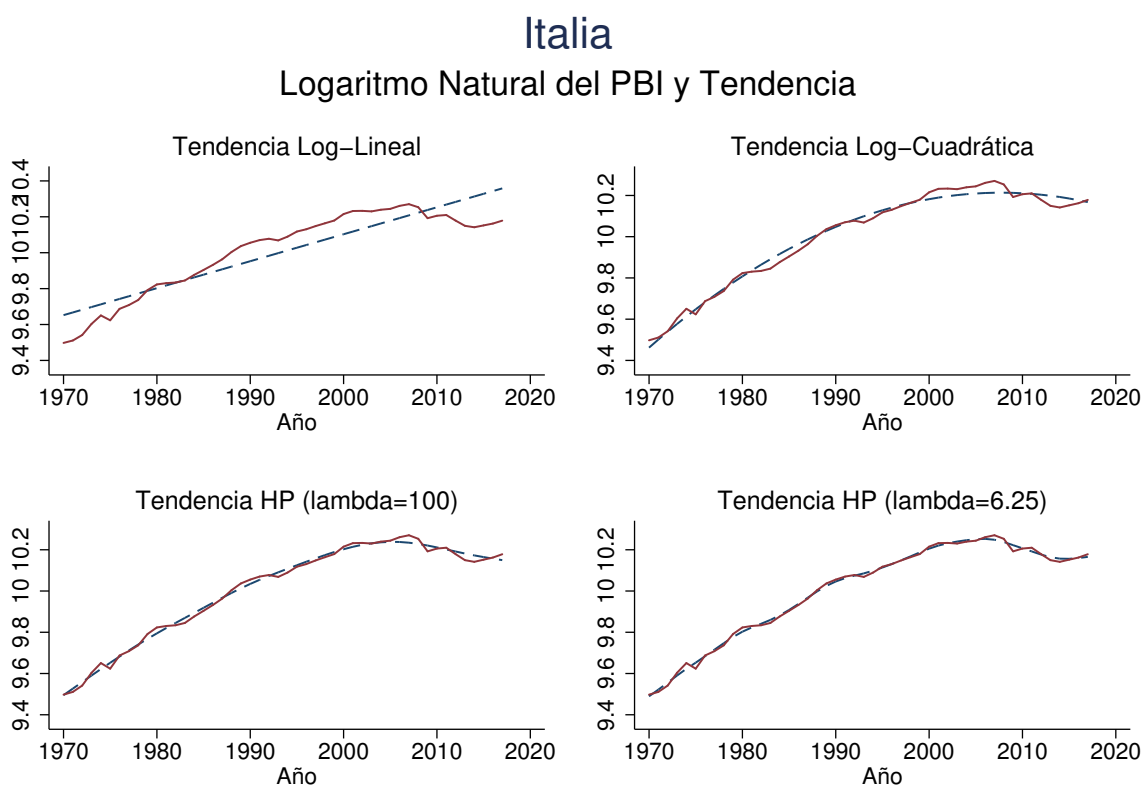 Italia
Logaritmo Natural del PBI y Tendencia
Tendencia Log−Lineal
9.4 9.6 9.8 10 10.2 10.4
1970 1980 1990 2000 2010 2020
Año
Tendencia Log−Cuadrática
9.4 9.6 9.8 10 10.2
1970 1980 1990 2000 2010 2020
Año
Tendencia HP (lambda=100)
9.4 9.6 9.8 10 10.2
1970 1980 1990 2000 2010 2020
Año
Tendencia HP (lambda=6.25)
9.4 9.6 9.8 10 10.2
1970 1980 1990 2000 2010 2020
Año